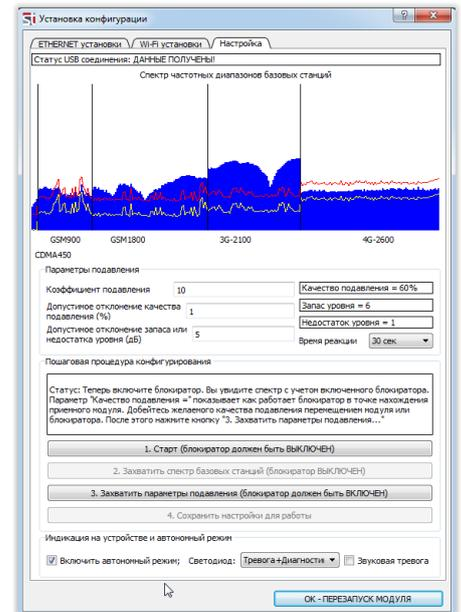 Установка конфигурации
ETHERNET установки
Wi-Fi установки
Настройка
Статус USB соединения: ДАННЫЕ ПОЛУЧЕНЫ!
Спектр частотных диапазонов базовых станций
GSM900
GSM1800
3G-2100
4G-2600
CDMA450
Параметры подавления
Коэффициент подавления
10
Качество подавления = 60%
Допустимое отклонение качества
подавления (%)
1
Запас уровня = 6
Допустимое отклонение запаса или
недостатка уровня (дБ)
5
Недостаток уровня = 1
Время реакции
30 сек
Пошаговая процедура конфигурирования
Статус: Теперь включите блокиратор. Вы увидите спектр с учетом включенного блокиратора.
Параметр "Качество подавления =" показывает как работает блокиратор в точке нахождения
приемного модуля. Добейтесь желаемого качества подавления перемещением модуля или
блокиратора. После этого нажмите кнопку "3. Захватить параметры подавления..."
1. Старт (блокиратор должен быть ВЫКЛЮЧЕН)
2. Захватить спектр базовых станций (блокиратор ВЫКЛЮЧЕН)
3. Захватить параметры подавления (блокиратор должен быть ВКЛЮЧЕН)
4. Сохранить настройки для работы
Индикация на устройстве и автономный режим
Включить автономный режим;
Светодиод:
Тревога+Диагности
Звуковая тревога
ОК - ПЕРЕЗАПУСК МОДУЛЯ